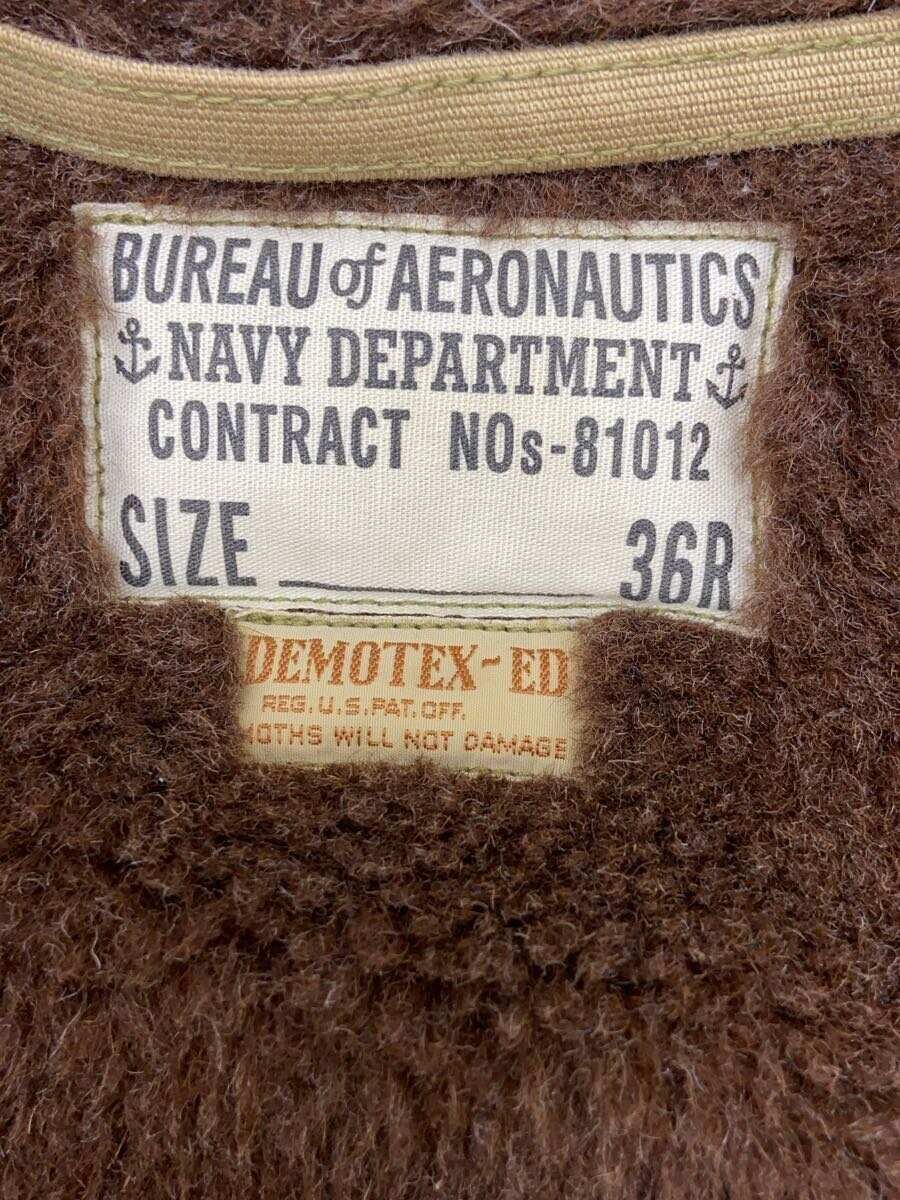 BUREAU of AERONAUTICS
NAVY DEPARTMENT
CONTRACT NOs-81012
SIZE 36R
DEMOTEX-ED
REG. U.S. PAT. OFF.
MOTHS WILL NOT DAMAGE